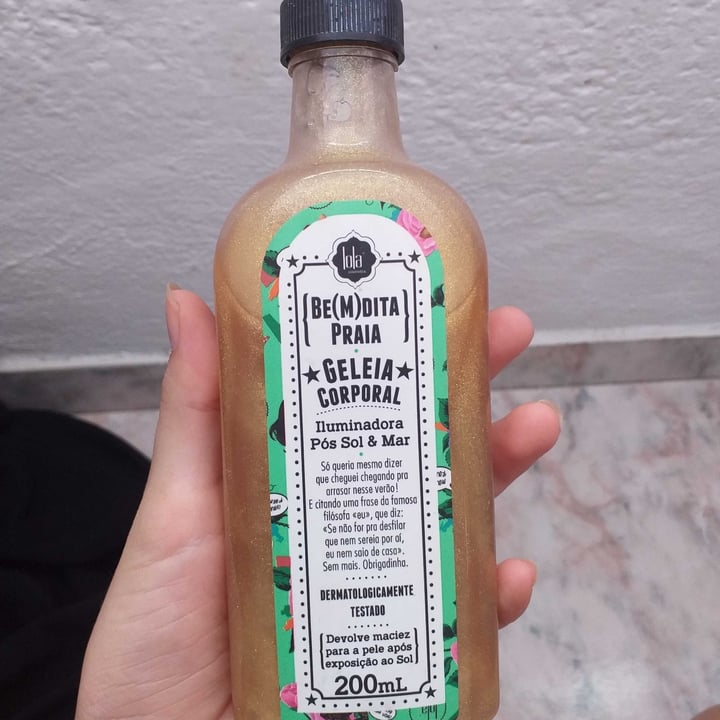 lola
BE(M)DITA
PRAIA
GELEIA
CORPORAL
Iluminadora
Pós Sol & Mar
Só queria mesmo dizer
que cheguei chegando pra
arrasar nesse verão!
E citando uma frase da famosa
filósofa «eu», que diz:
«Se não for pra desfilar
que nem sereia por aí,
eu nem saio de casa».
Sem mais. Obrigadinha.
DERMATOLOGICAMENTE
TESTADO
Devolve maciez
para a pele após
exposição ao Sol
200mL